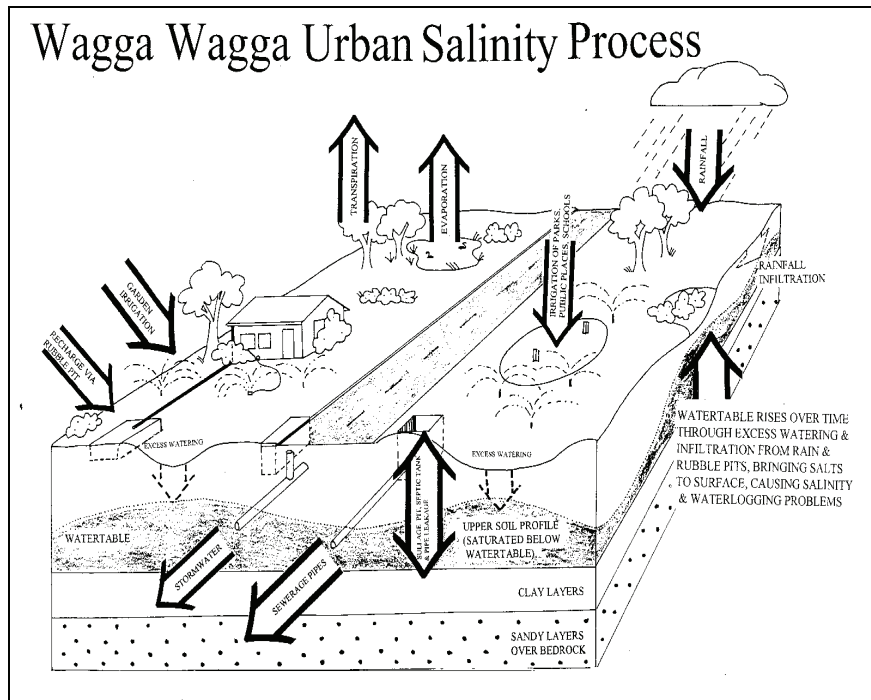 Wagga Wagga Urban Salinity Process
TRANSPIRATION
EVAPORATION
RAINFALL
IRRIGATION OF PARKS,
PUBLIC PLACES, SCHOOLS
RAINFALL
INFILTRATION
GARDEN
IRRIGATION
RECHARGE VIA
RUBBLE PIT
EXCESS WATERING
EXCESS WATERING
WATERTABLE RISES OVER TIME
THROUGH EXCESS WATERING &
INFILTRATION FROM RAIN &
RUBBLE PITS, BRINGING SALTS
TO SURFACE, CAUSING SALINITY
& WATERLOGGING PROBLEMS
WATERTABLE
SULLAGE PIT, SEPTIC TANK
& PIPE LEAKAGE
UPPER SOIL PROFILE
(SATURATED BELOW
WATERTABLE)
STORMWATER
SEWERAGE PIPES
CLAY LAYERS
SANDY LAYERS
OVER BEDROCK